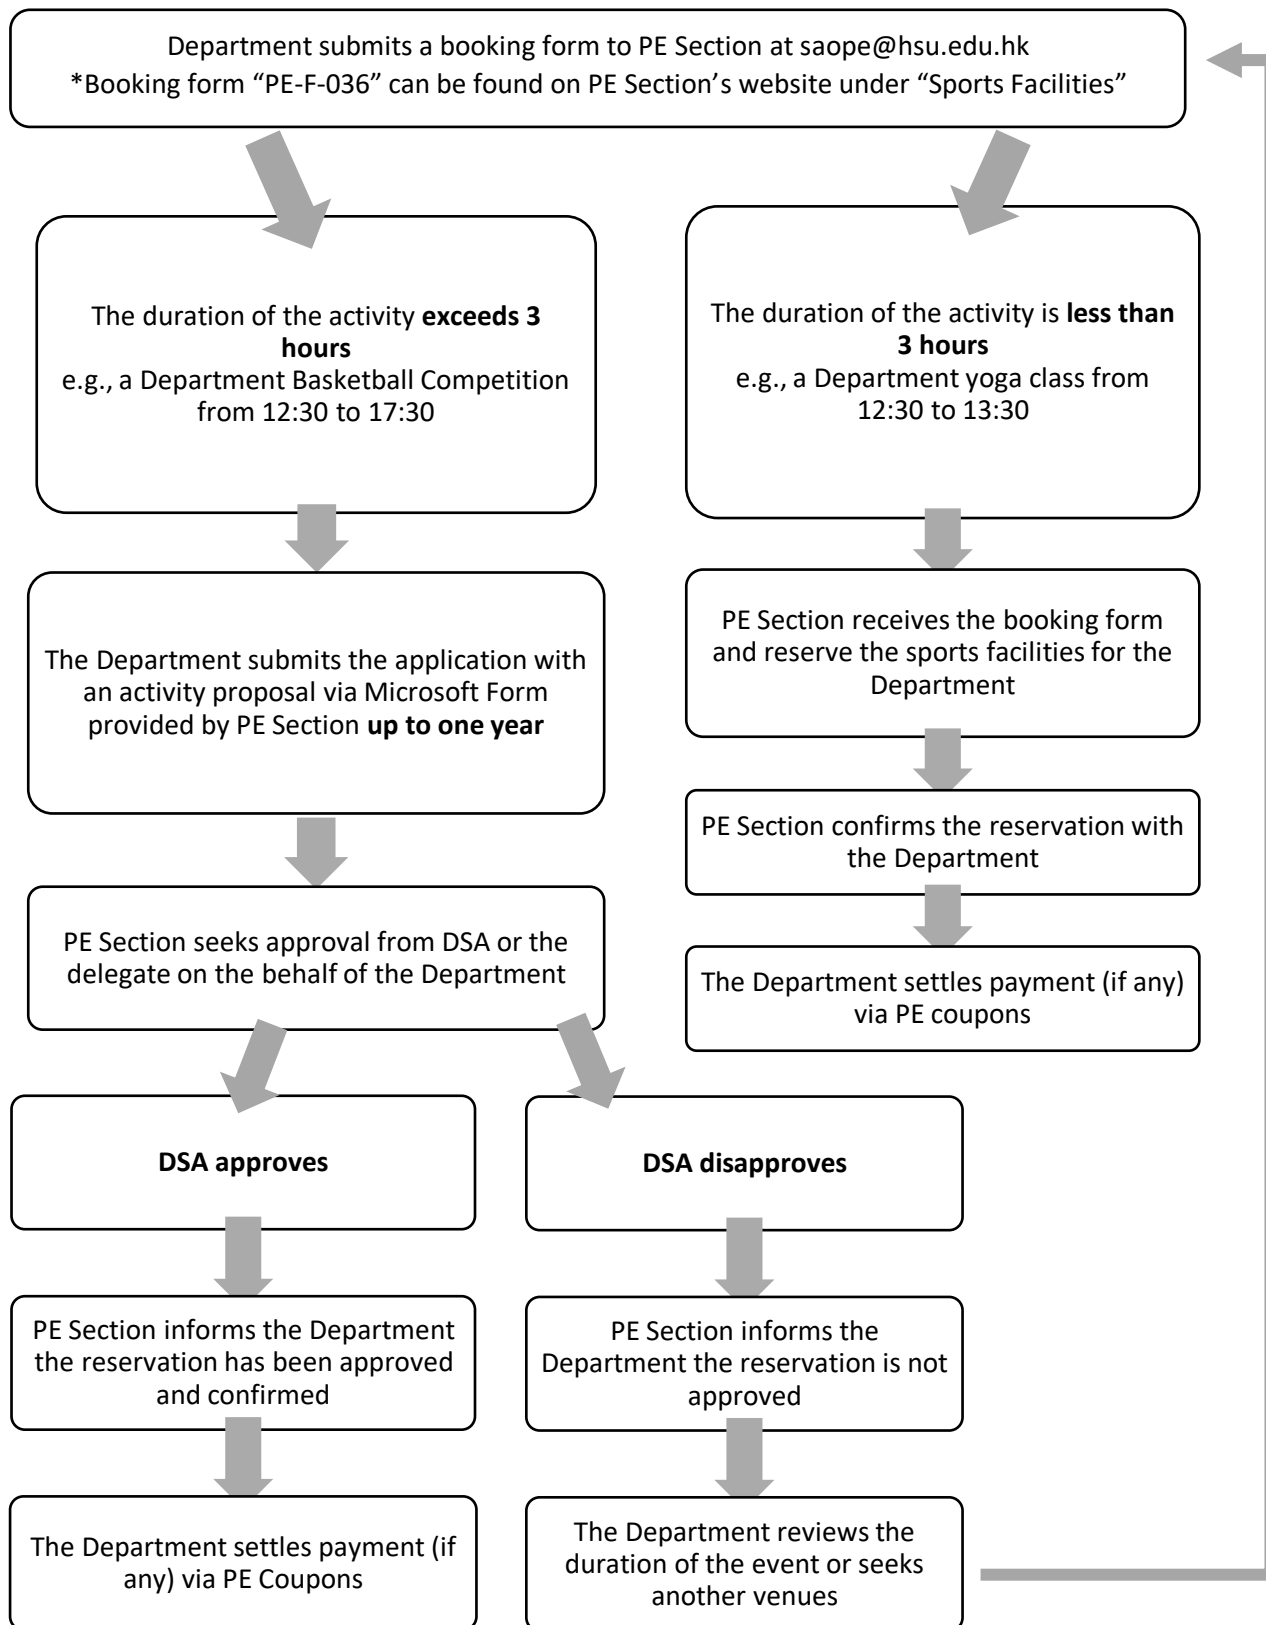 Department submits a booking form to PE Section at saope@hsu.edu.hk
*Booking form “PE-F-036” can be found on PE Section’s website under “Sports Facilities”
The duration of the activity exceeds 3
hours
e.g., a Department Basketball Competition
from 12:30 to 17:30
The duration of the activity is less than
3 hours
e.g., a Department yoga class from
12:30 to 13:30
The Department submits the application with
an activity proposal via Microsoft Form
provided by PE Section up to one year
PE Section receives the booking form
and reserve the sports facilities for the
Department
PE Section confirms the reservation with
the Department
PE Section seeks approval from DSA or the
delegate on the behalf of the Department
The Department settles payment (if any)
via PE coupons
DSA approves
DSA disapproves
PE Section informs the Department
the reservation has been approved
and confirmed
PE Section informs the
Department the reservation is not
approved
The Department settles payment (if
any) via PE Coupons
The Department reviews the
duration of the event or seeks
another venues